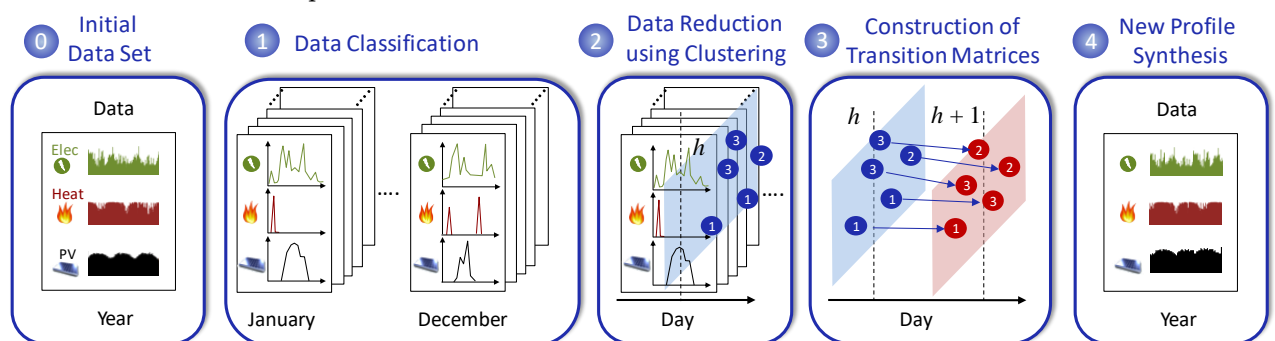 0
Initial
Data Set
1
Data Classification
2
Data Reduction
using Clustering
3
Construction of
Transition Matrices
4
New Profile
Synthesis
Data
Elec
Heat
PV
Year
....
January
December
h
3
2
3
1
1
....
Day
h
h + 1
3
2
3
1
1
2
2
3
3
1
Day
Data
Year